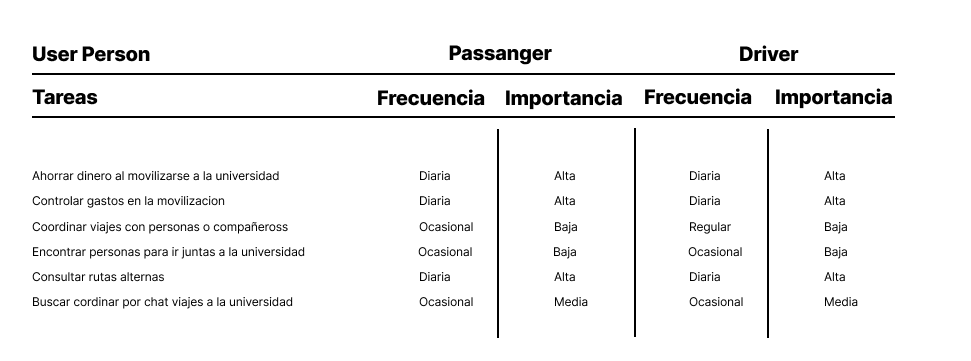 User Person Passanger Driver
Tareas Frecuencia Importancia Frecuencia Importancia
Ahorrar dinero al movilizarse a la universidad Diaria Alta Diaria Alta
Controlar gastos en la movilizacion Diaria Alta Diaria Alta
Coordinar viajes con personas o compañeross Ocasional Baja Regular Baja
Encontrar personas para ir juntas a la universidad Ocasional Baja Ocasional Baja
Consultar rutas alternas Diaria Alta Diaria Alta
Buscar cordinar por chat viajes a la universidad Ocasional Media Ocasional Media